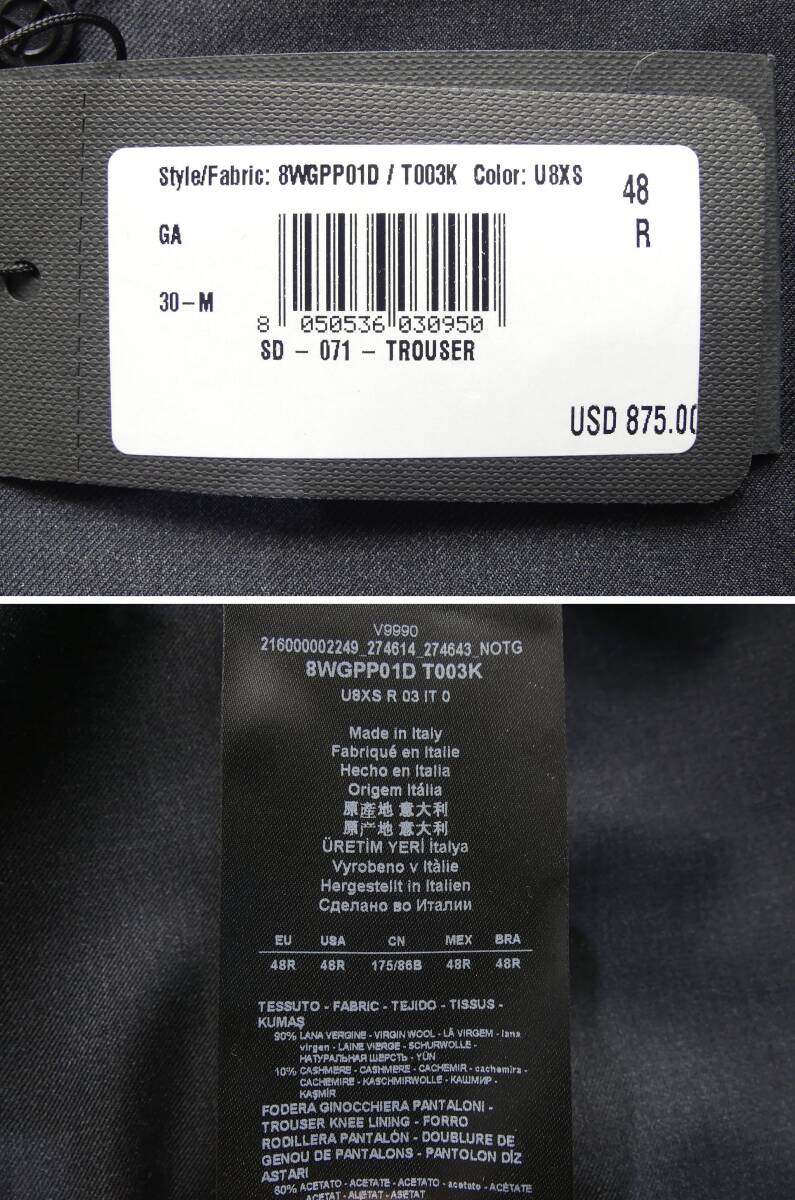 Style/Fabric: 8WGPP01D / T003K Color: U8XS
48
GA
R
30-M
8 050536 030950
SD - 071 - TROUSER
USD 875.00
V9990
216000002249_274614_274643_NOTG
8WGPP01D T003K
U8XS R 03 IT 0
Made in Italy
Fabriqué en Italie
Hecho en Italia
Origem Itália
原產地 意大利
原产地 意大利
ÜRETİM YERİ İtalya
Vyrobeno v Itàlie
Hergestellt in Italien
Сделано во Италии
EU USA CN MEX BRA
48R 48R 175/86B 48R 48R
TESSUTO - FABRIC - TEJIDO - TISSUS -
KUMAŞ
90% LANA VERGINE - VIRGIN WOOL - LÃ VIRGEM - lana
virgen - LAINE VIERGE - SCHURWOLLE -
НАТУРАЛЬНАЯ ШЕРСТЬ - YÜN
10% CASHMERE - CASHMERE - CACHEMIR - cachemira -
CACHEMIRE - KASCHMIRWOLLE - КАШМИР -
KAŞMİR
FODERA GINOCCHIERA PANTALONI -
TROUSER KNEE LINING - FORRO
RODILLERA PANTALÓN - DOUBLURE DE
GENOU DE PANTALONS - PANTOLON DİZ
ASTARI
60% ACETATO - ACETATE - ACETATO - acetato - ACÉTATE
ACETAT - АЦЕТАТ - ASETAT